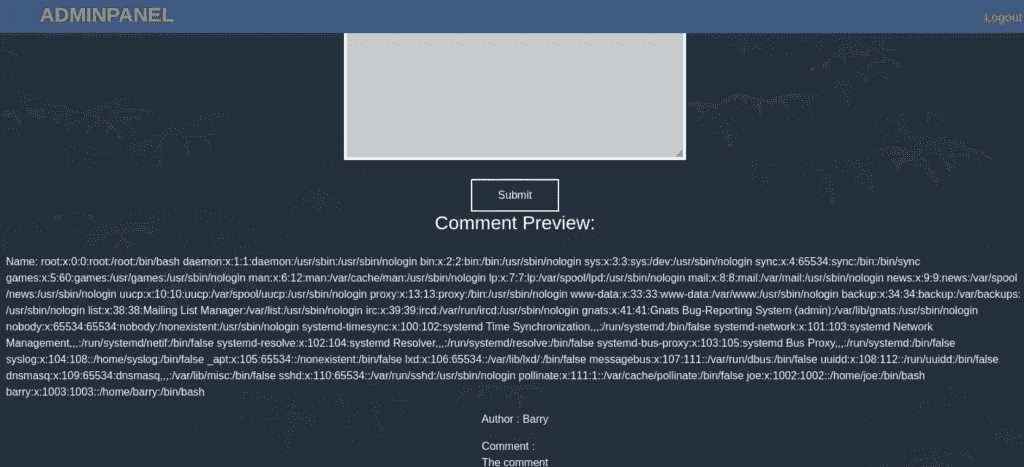 ADMINPANEL
Logout
Submit
Comment Preview:
Name: root:x:0:0:root:/root:/bin/bash daemon:x:1:1:daemon:/usr/sbin:/usr/sbin/nologin bin:x:2:2:bin:/bin:/usr/sbin/nologin sys:x:3:3:sys:/dev:/usr/sbin/nologin sync:x:4:65534:sync:/bin:/bin/sync
games:x:5:60:games:/usr/games:/usr/sbin/nologin man:x:6:12:man:/var/cache/man:/usr/sbin/nologin lp:x:7:7:lp:/var/spool/lpd:/usr/sbin/nologin mail:x:8:8:mail:/var/mail:/usr/sbin/nologin news:x:9:9:news:/var/spool
/news:/usr/sbin/nologin uucp:x:10:10:uucp:/var/spool/uucp:/usr/sbin/nologin proxy:x:13:13:proxy:/bin:/usr/sbin/nologin www-data:x:33:33:www-data:/var/www:/usr/sbin/nologin backup:x:34:34:backup:/var/backups:
/usr/sbin/nologin list:x:38:38:Mailing List Manager:/var/list:/usr/sbin/nologin irc:x:39:39:ircd:/var/run/ircd:/usr/sbin/nologin gnats:x:41:41:Gnats Bug-Reporting System (admin):/var/lib/gnats:/usr/sbin/nologin
nobody:x:65534:65534:nobody:/nonexistent:/usr/sbin/nologin systemd-timesync:x:100:102:systemd Time Synchronization,,,:/run/systemd:/bin/false systemd-network:x:101:103:systemd Network
Management,,,:/run/systemd/netif:/bin/false systemd-resolve:x:102:104:systemd Resolver,,,:/run/systemd/resolve:/bin/false systemd-bus-proxy:x:103:105:systemd Bus Proxy,,,:/run/systemd:/bin/false
syslog:x:104:108::/home/syslog:/bin/false _apt:x:105:65534::/nonexistent:/bin/false lxd:x:106:65534::/var/lib/lxd/:/bin/false messagebus:x:107:111::/var/run/dbus:/bin/false uuidd:x:108:112::/run/uuidd:/bin/false
dnsmasq:x:109:65534:dnsmasq,,,:/var/lib/misc:/bin/false sshd:x:110:65534::/var/run/sshd:/usr/sbin/nologin pollinate:x:111:1::/var/cache/pollinate:/bin/false joe:x:1002:1002::/home/joe:/bin/bash
barry:x:1003:1003::/home/barry:/bin/bash
Author : Barry
Comment :
The comment